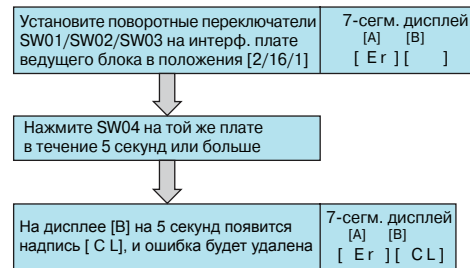 Установите поворотные переключатели
SW01/SW02/SW03 на интерф. плате
ведущего блока в положения [2/16/1]
7-сегм. дисплей
[A] [B]
[ Er ] [ ]
Нажмите SW04 на той же плате
в течение 5 секунд или больше
На дисплее [B] на 5 секунд появится
надпись [ C L], и ошибка будет удалена
7-сегм. дисплей
[A] [B]
[ Er ] [ CL ]